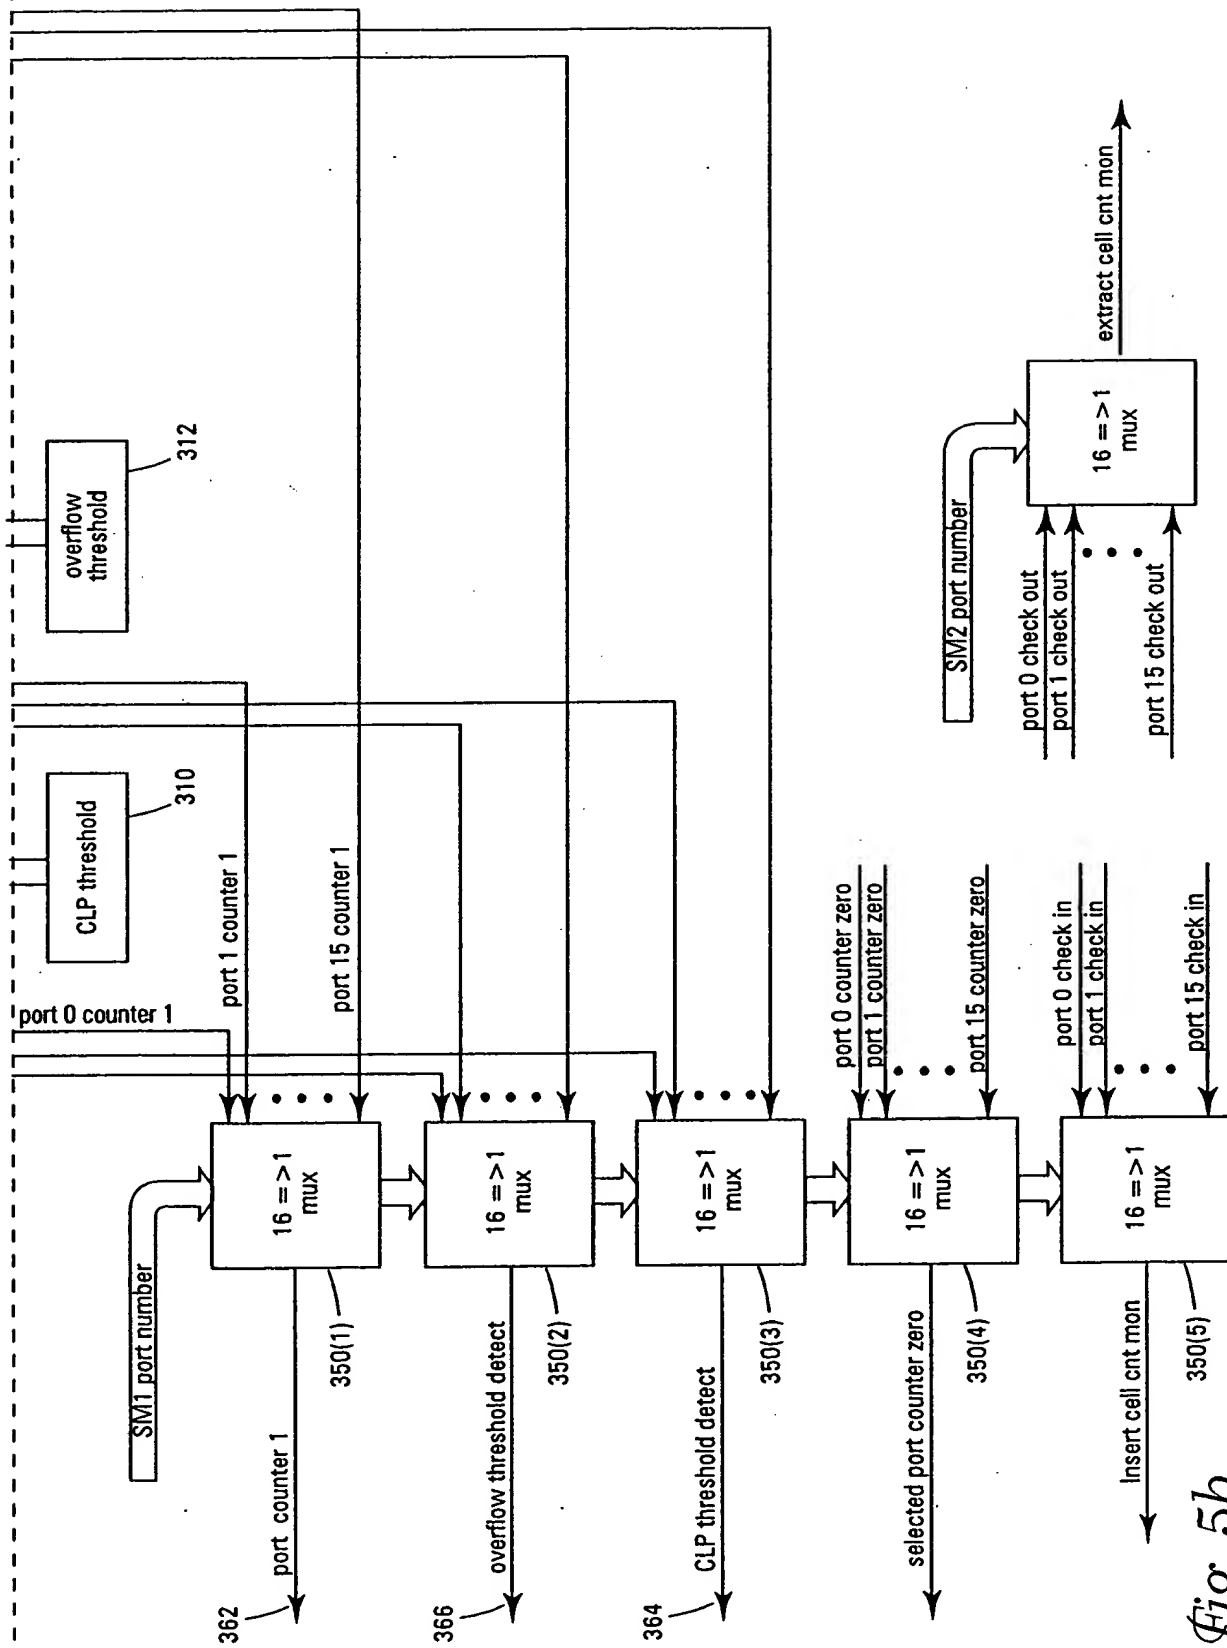 overflow
threshold
312
CLP threshold
310
port 0 counter 1
port 1 counter 1
port 15 counter 1
SM1 port number
16 = >1
mux
350(1)
port counter 1
362
16 = >1
mux
350(2)
overflow threshold detect
366
16 = >1
mux
350(3)
CLP threshold detect
364
port 0 counter zero
port 1 counter zero
port 15 counter zero
16 = >1
mux
350(4)
selected port counter zero
port 0 check in
port 1 check in
port 15 check in
16 = >1
mux
350(5)
Insert cell cnt mon
SM2 port number
port 0 check out
port 1 check out
port 15 check out
16 = >1
mux
extract cell cnt mon
Fig. 5b